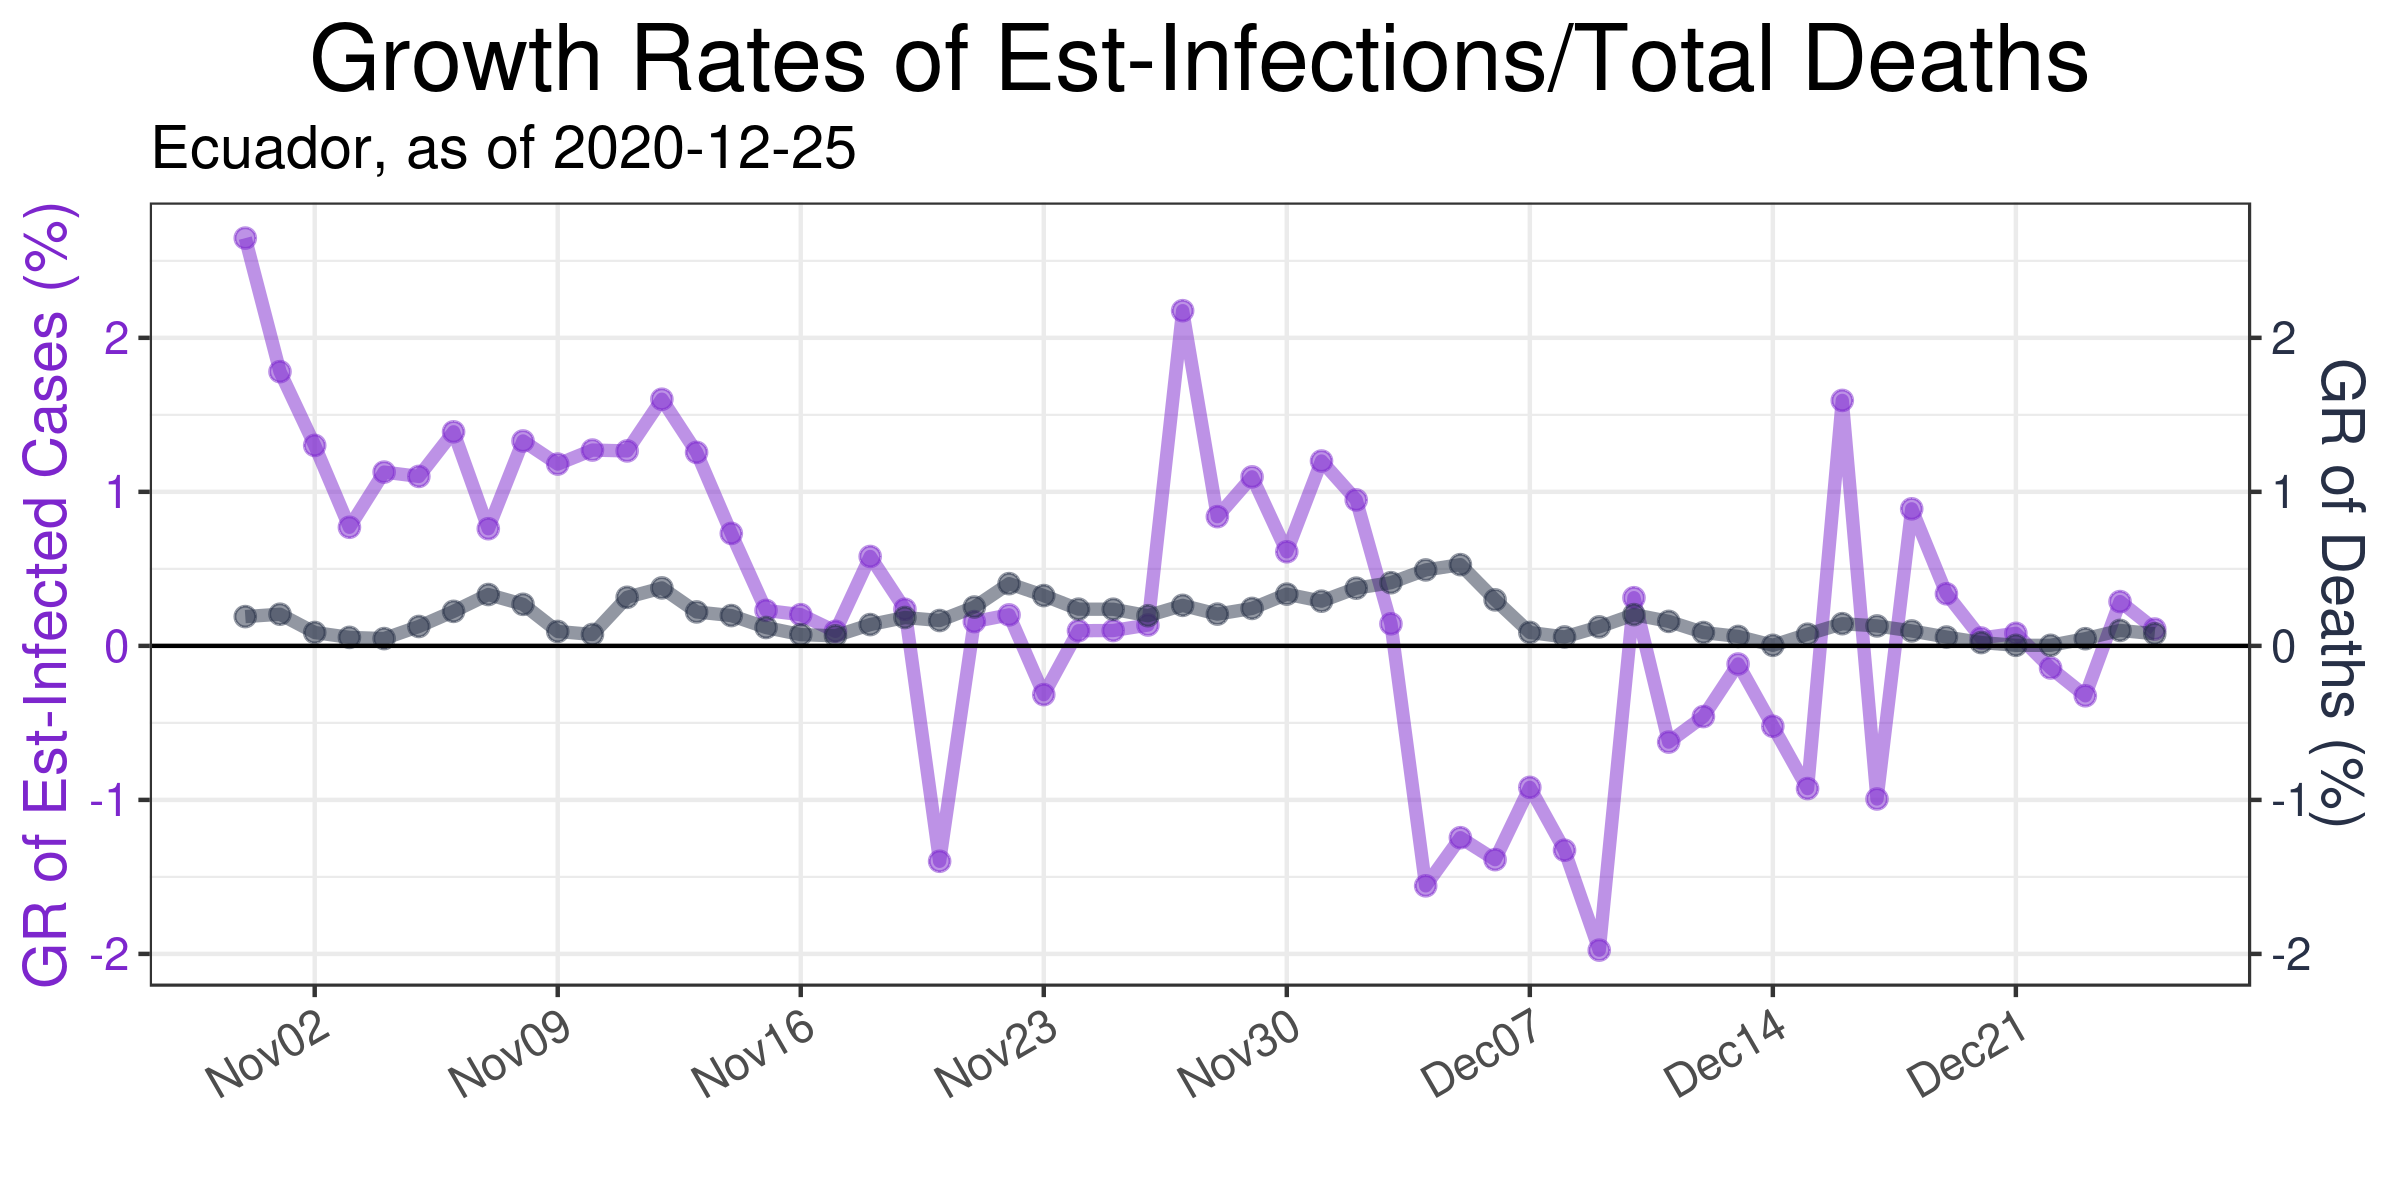 Growth Rates of Est-Infections/Total Deaths
Ecuador, as of 2020-12-25
GR of Est-Infected Cases (%)
2
1
0
-1
-2
2
1
0
-1
-2
GR of Deaths (%)
Nov02
Nov09
Nov16
Nov23
Nov30
Dec07
Dec14
Dec21